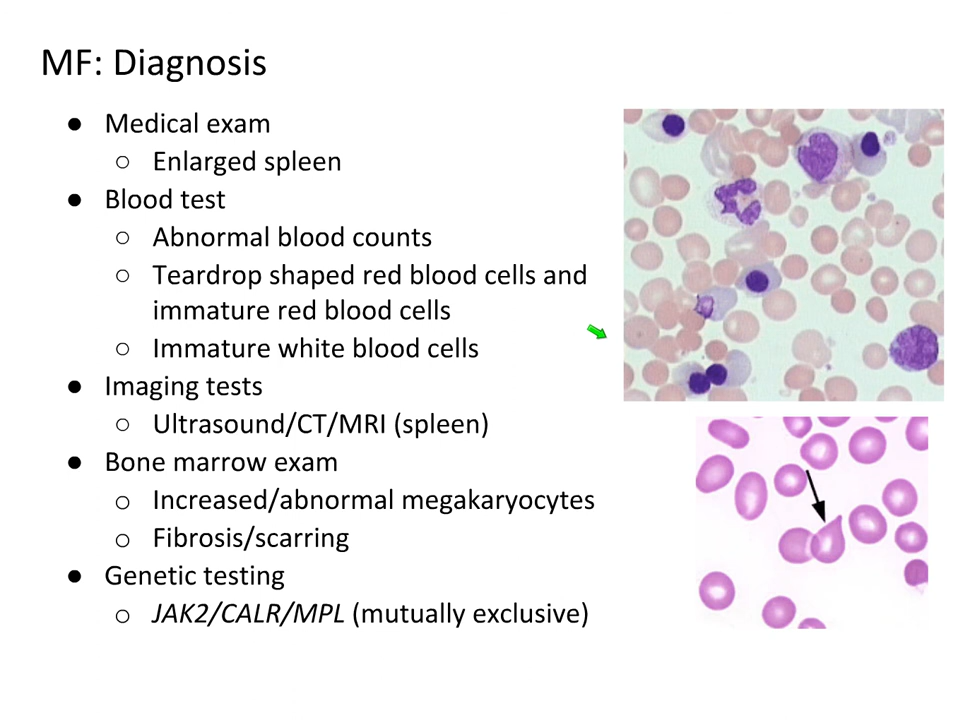 MF: Diagnosis
● Medical exam
○ Enlarged spleen
● Blood test
○ Abnormal blood counts
○ Teardrop shaped red blood cells and
immature red blood cells
○ Immature white blood cells
● Imaging tests
○ Ultrasound/CT/MRI (spleen)
● Bone marrow exam
○ Increased/abnormal megakaryocytes
○ Fibrosis/scarring
● Genetic testing
○ JAK2/CALR/MPL (mutually exclusive)